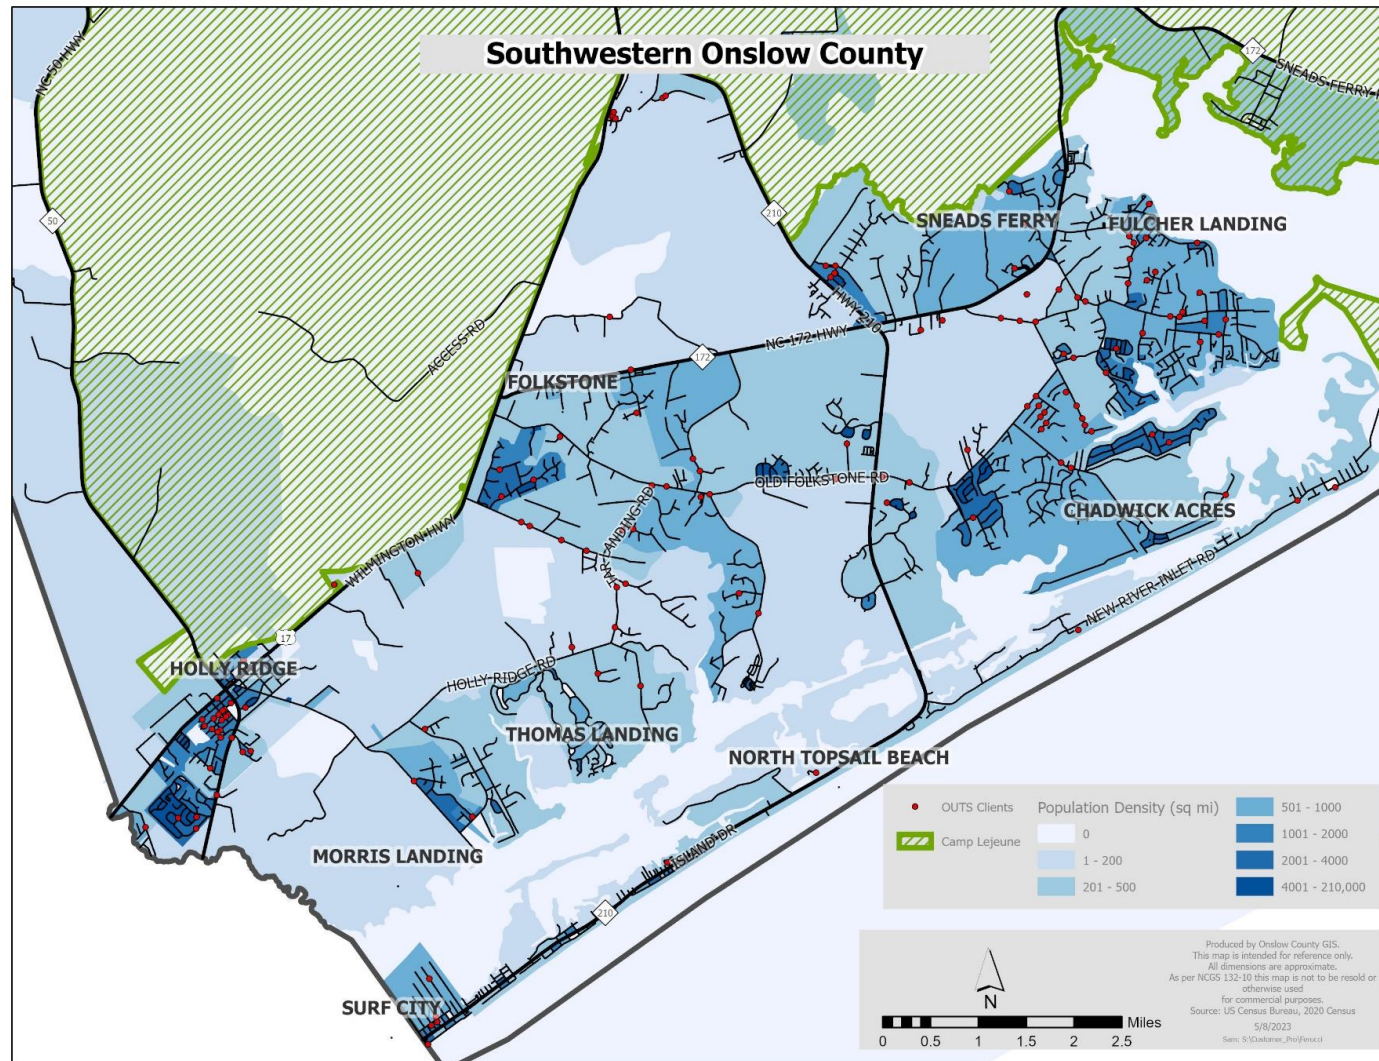 Southwestern Onslow County
NC 50 HWY
172
SNEADS FERRY R
50
210
SNEADS FERRY
FULCHER LANDING
HWY 210
NC 172 HWY
172
ACCESS RD
FOLKSTONE
OLD FOLKSTONE RD
CHADWICK ACRES
WILMINGTON HWY
LANDING RD
NEW RIVER INLET RD
17
HOLLY RIDGE
HOLLY RIDGE RD
THOMAS LANDING
NORTH TOPSAIL BEACH
MORRIS LANDING
ISLAND DR
210
SURF CITY
OUTS Clients
Camp Lejeune
Population Density (sq mi)
0
1 - 200
201 - 500
501 - 1000
1001 - 2000
2001 - 4000
4001 - 210,000
N
Miles
0 0.5 1 1.5 2 2.5
Produced by Onslow County GIS.
This map is intended for reference only.
All dimensions are approximate.
As per NCGS 132-10 this map is not to be resold or
otherwise used
for commercial purposes.
Source: US Census Bureau, 2020 Census
5/8/2023
Sem: S:\Customer_Pro\Ferucci